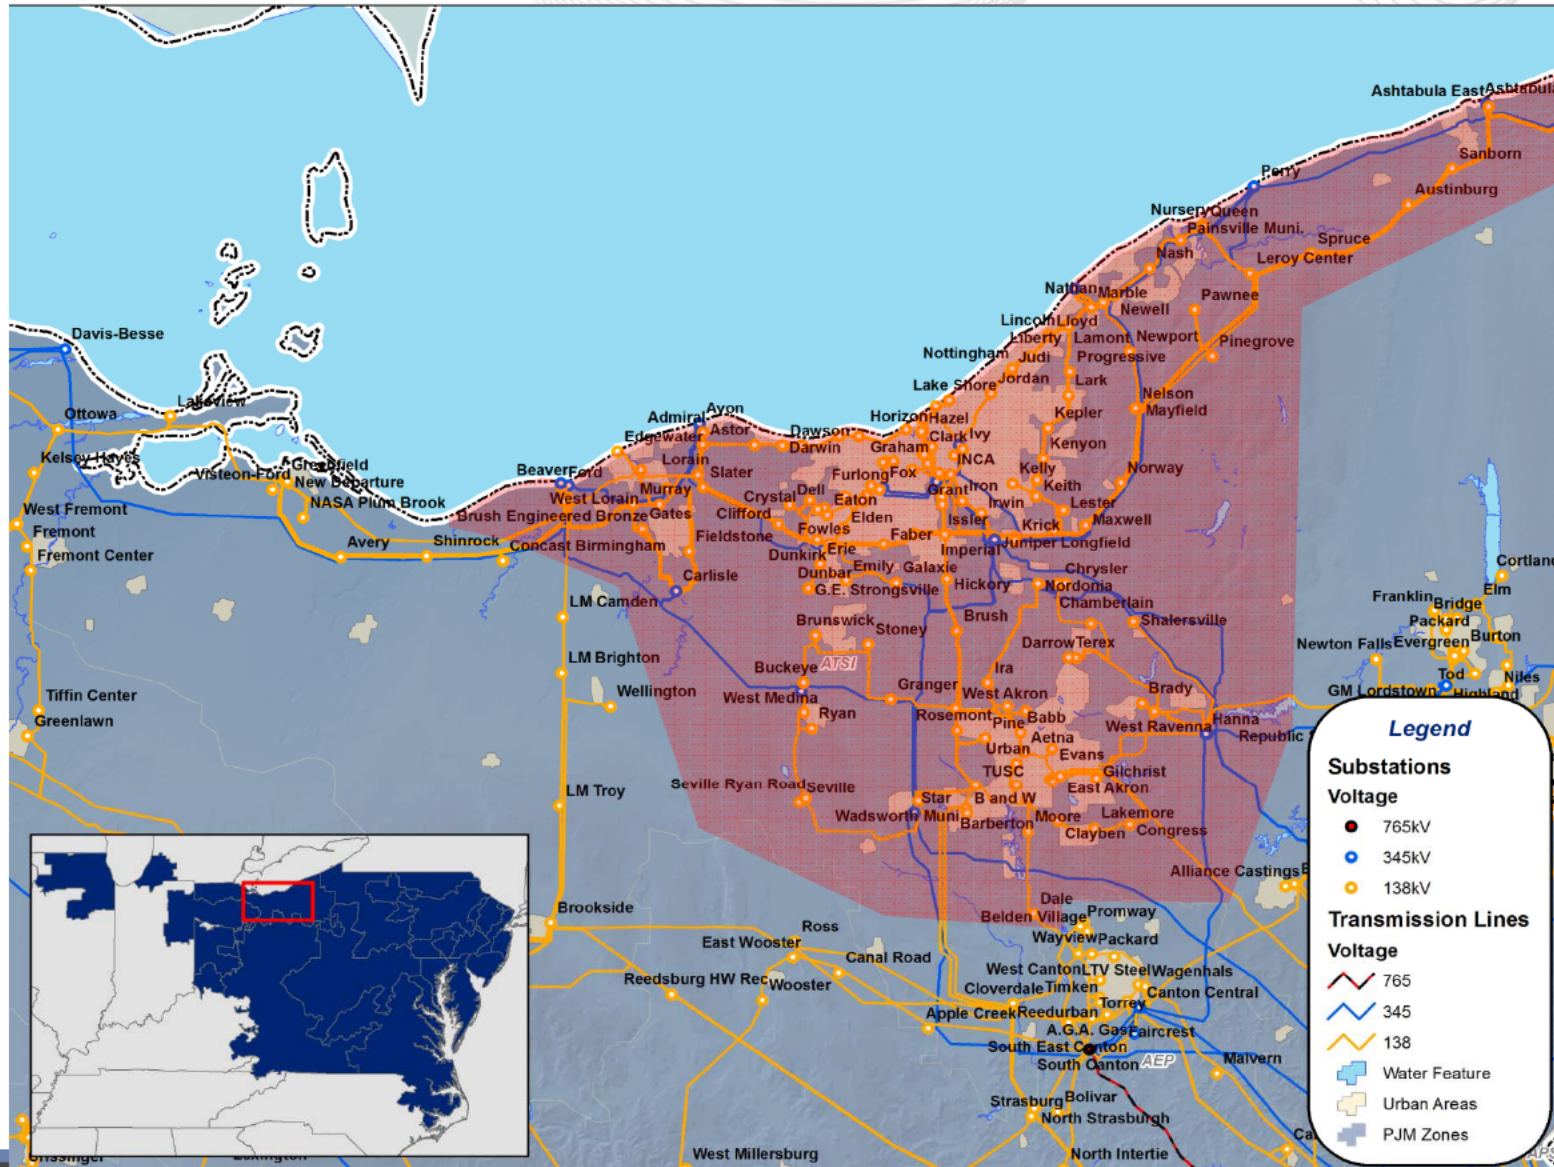 Ashtabula East
Perry
Sanborn
Austinburg
Nursery
Queen
Painsville Muni.
Spruce
Nash
Leroy Center
Nathan
Marble
Pawnee
Newell
Lincoln
Lloyd
Liberty
Lamont
Newport
Pinegrove
Davis-Besse
Nottingham
Judi
Progressive
Lake Shore
Jordan
Lark
Nelson
Mayfield
Lakeview
Ottowa
Admiral
Avon
Horizon
Hazel
Kepler
Edgewater
Astor
Dawson
Clark
Ivy
Kenyon
Darwin
Graham
INCA
Kelsey Hayes
Greenfield
Visteon-Ford
New Departure
NASA Plum Brook
Beaver
Ford
Lorain
Slater
Furlong
Fox
Kelly
Norway
West Lorain
Murray
Crystal
Dell
Eaton
Grant
Iron
Keith
Irwin
Lester
West Fremont
Brush Engineered Bronze
Gates
Clifford
Elden
Issler
Krick
Maxwell
Fremont
Fremont Center
Avery
Shinrock
Concast Birmingham
Fieldstone
Fowles
Faber
Imperial
Juniper Longfield
Dunkirk
Erie
Emily
Galaxie
Chrysler
Carlisle
Dunbar
G.E. Strongsville
Hickory
Nordonia
Cortland
Elm
LM Camden
Chamberlain
Franklin
Bridge
Packard
Brunswick
Stoney
Brush
Shalersville
Burton
Newton Falls
Evergreen
Darrow
Terex
LM Brighton
Buckeye
ATSI
Ira
Tod
Niles
Tiffin Center
Wellington
West Medina
Granger
West Akron
Brady
GM Lordstown
Highland
Greenlawn
Ryan
Rosemont
Pine
Babb
West Ravenna
Hanna
Republic S
Aetna
Urban
Evans
TUSC
Gilchrist
Seville Ryan Road
Seville
East Akron
LM Troy
Star
B and W
Wadsworth Muni
Barberton
Moore
Lakemore
Clayben
Congress
Alliance Castings
Dale
Belden Village
Promway
Brookside
Ross
East Wooster
Wayview
Packard
Canal Road
West Canton
LTV Steel
Wagenhals
Reedsburg HW Rec
Wooster
Cloverdale
Timken
Canton Central
Torrey
Apple Creek
Reedurban
A.G.A. Gas
Faircrest
South East Canton
South Canton
AEP
Malvern
Strasburg
Bolivar
North Strasburgh
West Millersburg
North Intertie
Legend
Substations
Voltage
765kV
345kV
138kV
Transmission Lines
Voltage
765
345
138
Water Feature
Urban Areas
PJM Zones